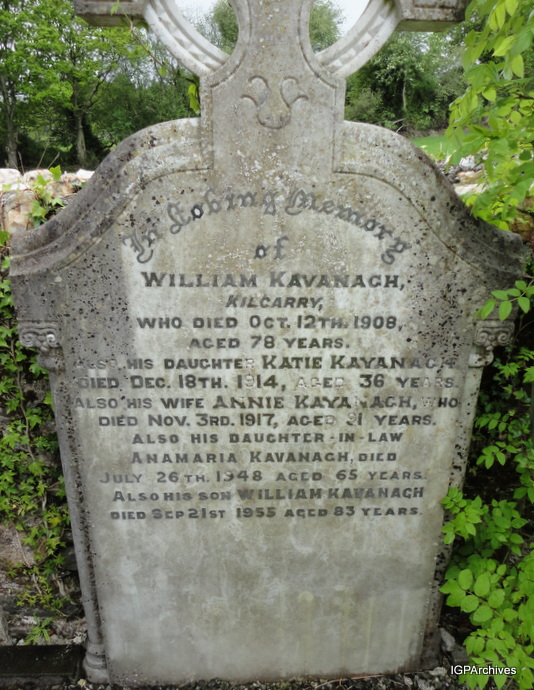 In Loving Memory
of
WILLIAM KAVANAGH,
KILCARRY,
WHO DIED OCT. 12TH. 1908,
AGED 78 YEARS.
ALSO, HIS DAUGHTER KATIE KAVANAGH
DIED DEC. 18TH. 1914, AGED 36 YEARS.
ALSO HIS WIFE ANNIE KAVANAGH, WHO
DIED NOV. 3RD. 1917, AGED 91 YEARS.
ALSO HIS DAUGHTER-IN-LAW
ANAMARIA KAVANAGH, DIED
JULY 26TH. 1948 AGED 65 YEARS.
ALSO HIS SON WILLIAM KAVANAGH
DIED SEP 21ST 1955 AGED 83 YEARS.
IGPArchives